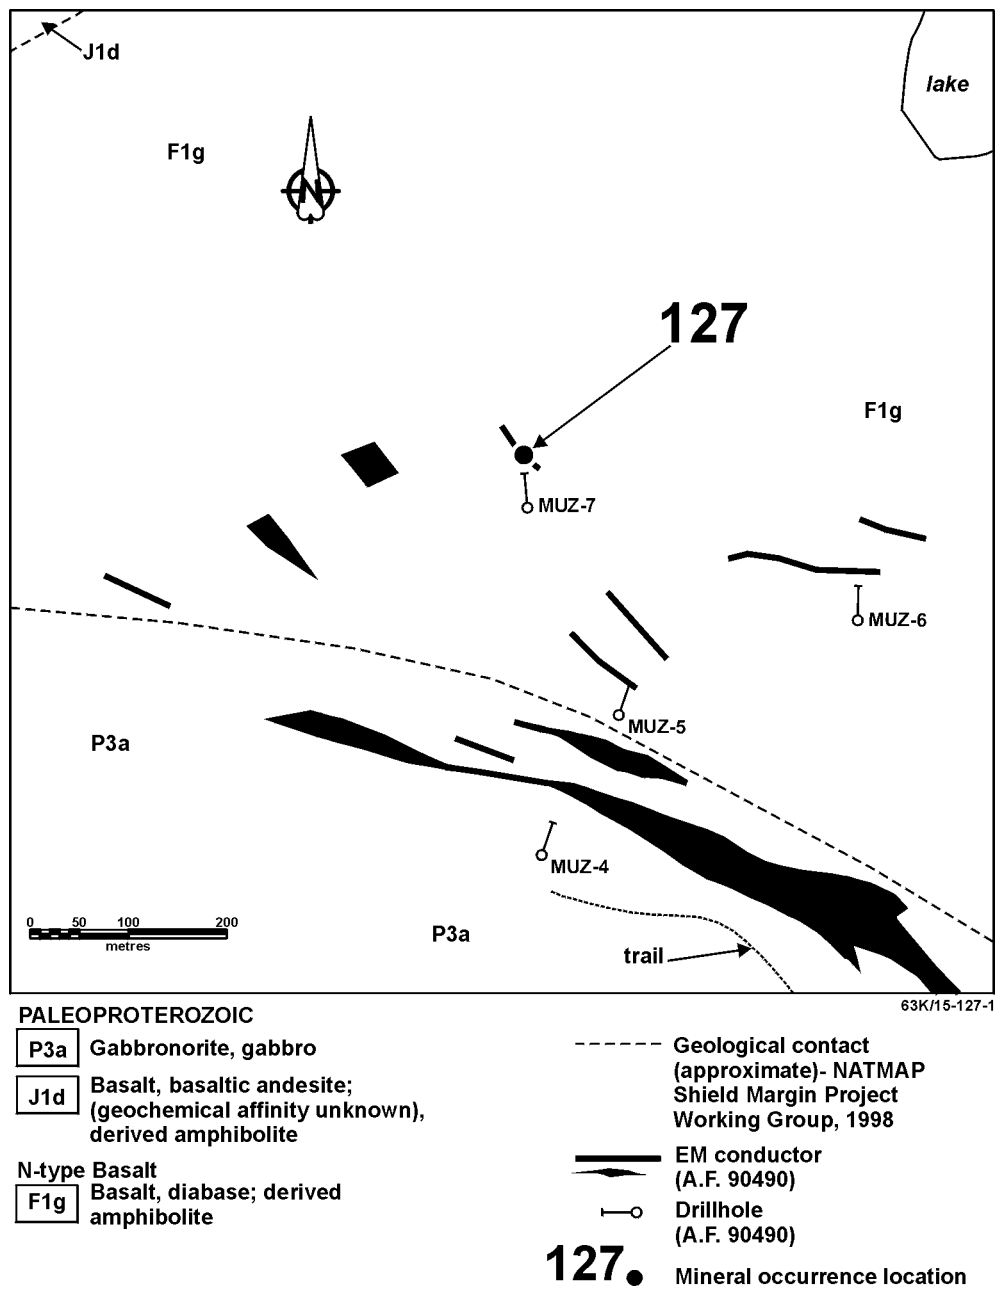 J1d
lake
F1g
N
127
F1g
MUZ-7
MUZ-6
MUZ-5
P3a
MUZ-4
0 50 100 200
metres
P3a
trail
63K/15-127-1
PALEOPROTEROZOIC
P3a Gabbronorite, gabbro
J1d Basalt, basaltic andesite;
(geochemical affinity unknown),
derived amphibolite
N-type Basalt
F1g Basalt, diabase; derived
amphibolite
Geological contact
(approximate)- NATMAP
Shield Margin Project
Working Group, 1998
EM conductor
(A.F. 90490)
Drillhole
(A.F. 90490)
127 Mineral occurrence location